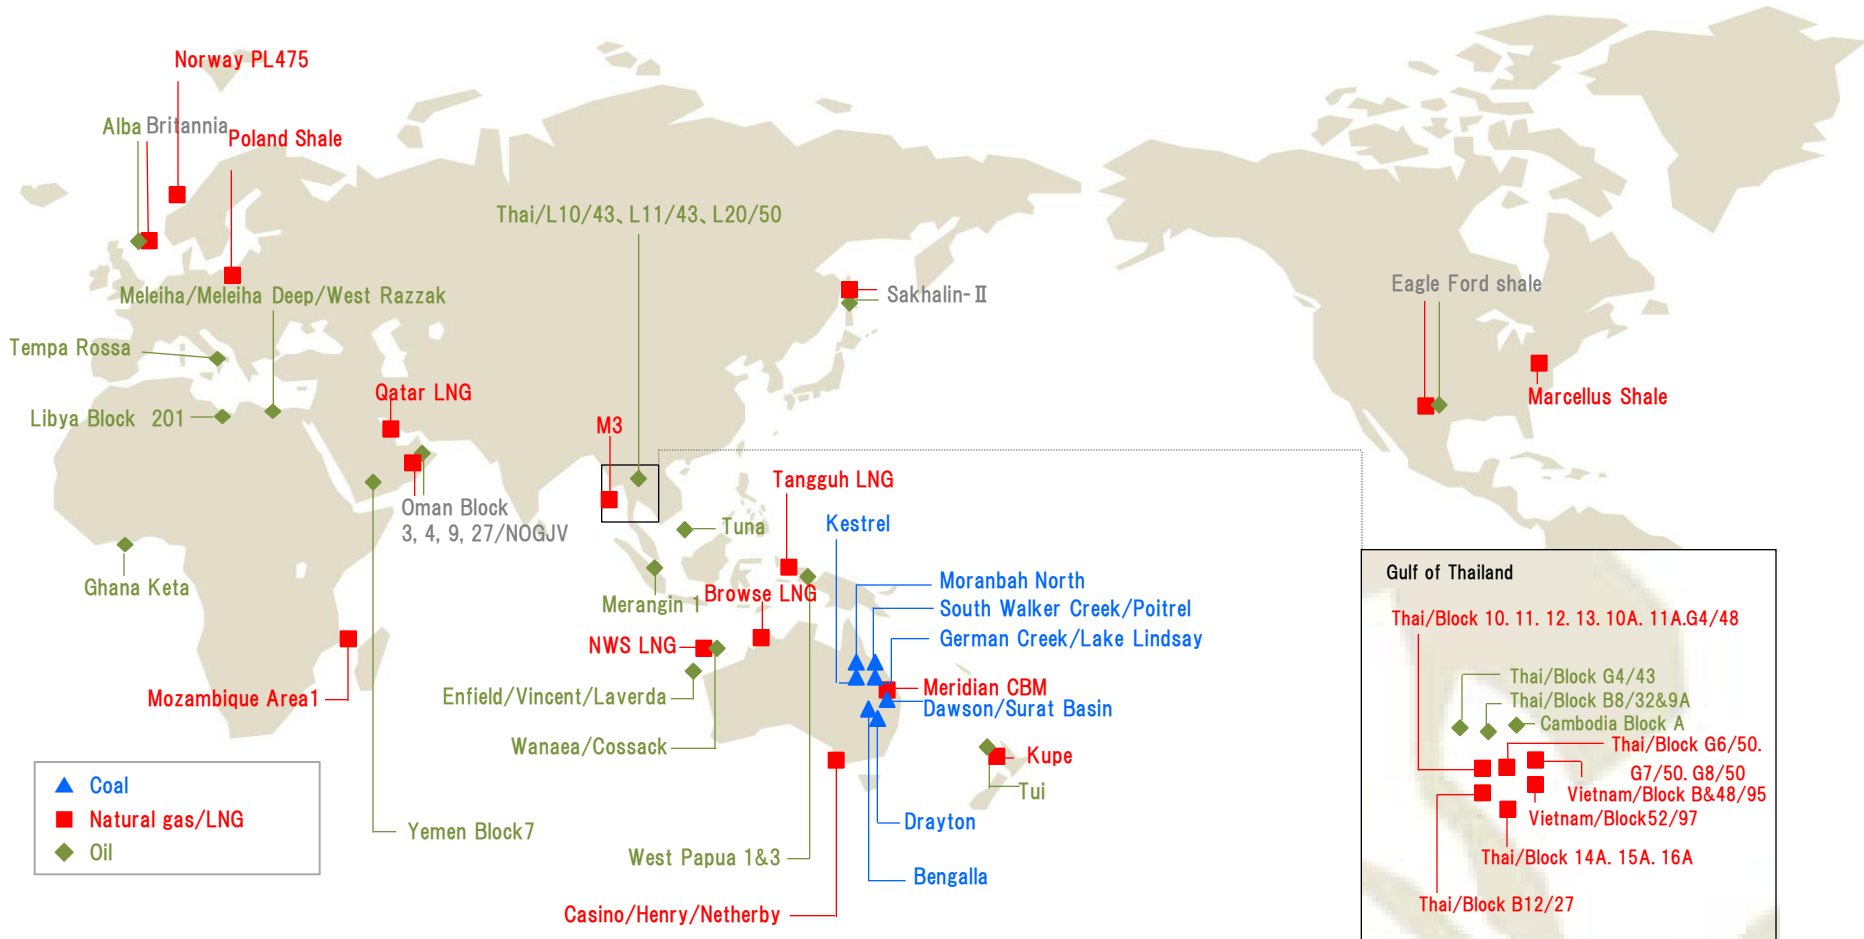 Norway PL475
Alba
Britannia
Poland Shale
Thai/L10/43、L11/43、L20/50
Meleiha/Meleiha Deep/West Razzak
Sakhalin-Ⅱ
Eagle Ford shale
Tempa Rossa
Qatar LNG
Marcellus Shale
Libya Block 201
M3
Tangguh LNG
Oman Block
3, 4, 9, 27/NOGJV
Tuna
Kestrel
Ghana Keta
Merangin 1
Browse LNG
Moranbah North
South Walker Creek/Poitrel
German Creek/Lake Lindsay
NWS LNG
Mozambique Area1
Enfield/Vincent/Laverda
Meridian CBM
Dawson/Surat Basin
Wanaea/Cossack
Kupe
Tui
Coal
Natural gas/LNG
Oil
Yemen Block7
Drayton
West Papua 1&3
Bengalla
Casino/Henry/Netherby
Gulf of Thailand
Thai/Block 10. 11. 12. 13. 10A. 11A.G4/48
Thai/Block G4/43
Thai/Block B8/32&9A
Cambodia Block A
Thai/Block G6/50.
G7/50. G8/50
Vietnam/Block B&48/95
Vietnam/Block52/97
Thai/Block 14A. 15A. 16A
Thai/Block B12/27